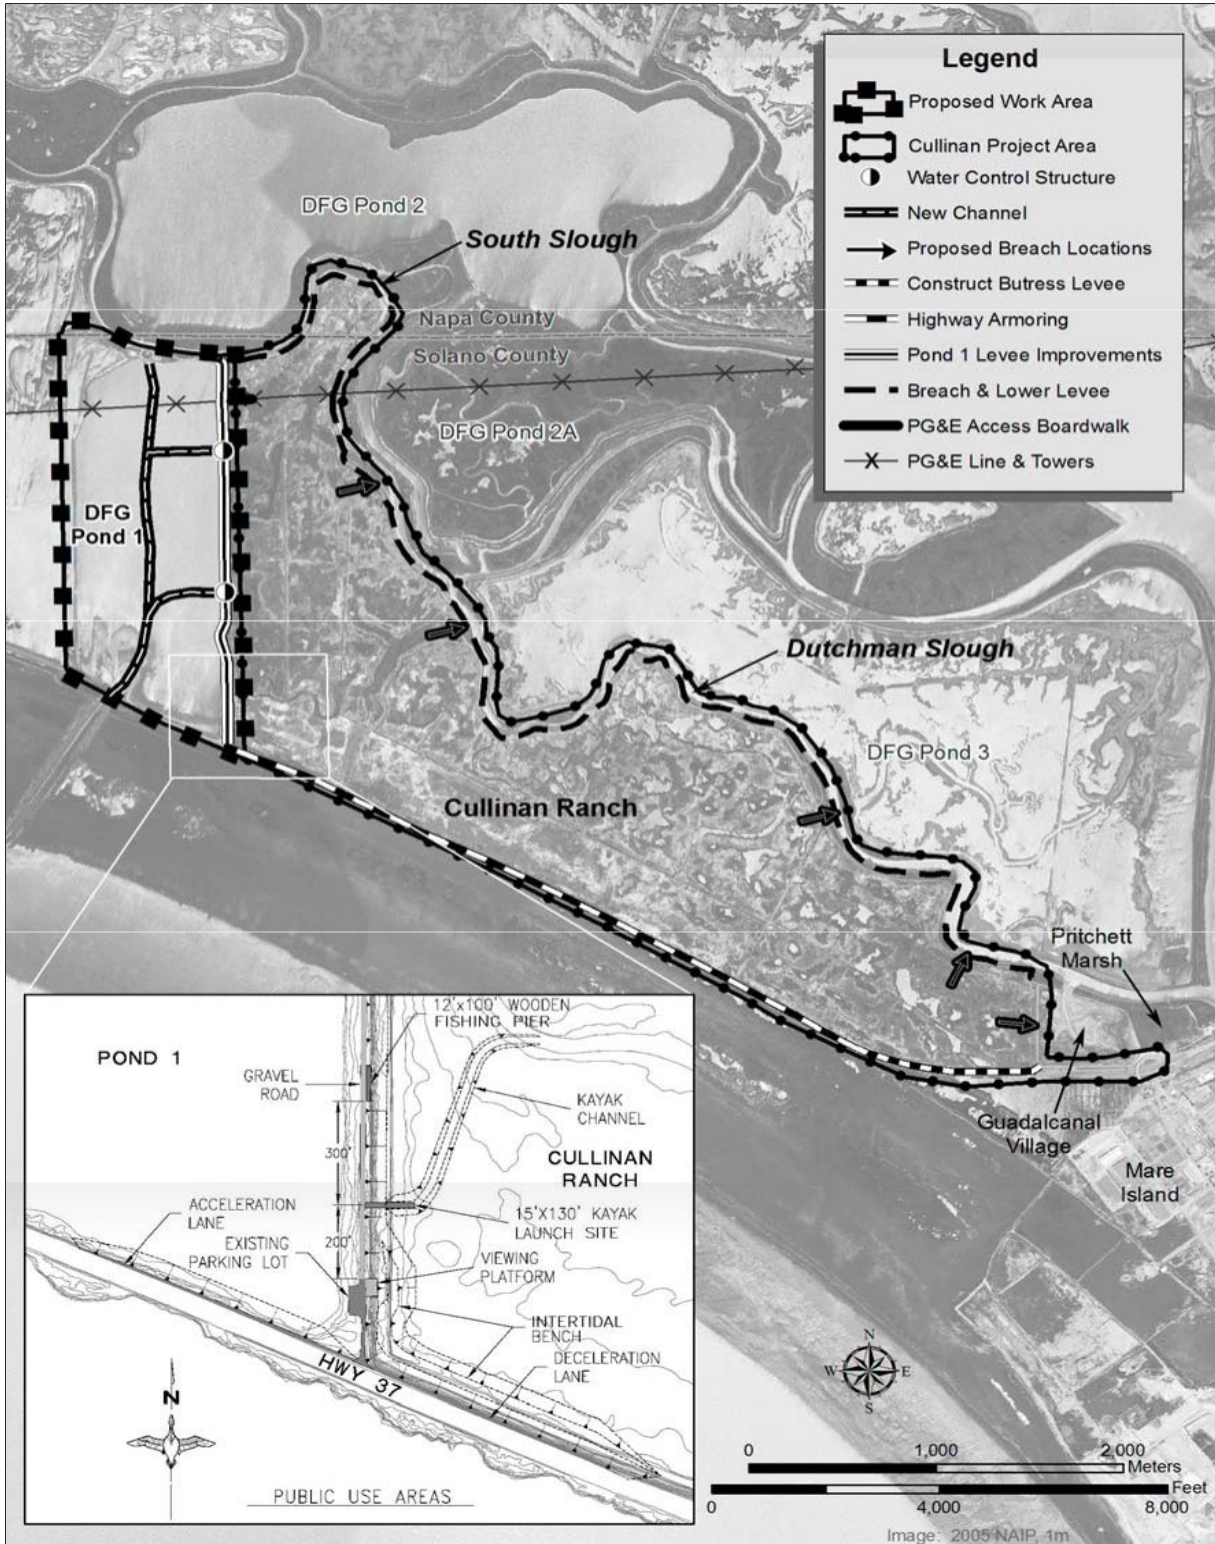 Legend
Proposed Work Area
Cullinan Project Area
Water Control Structure
New Channel
Proposed Breach Locations
Construct Butress Levee
Highway Armoring
Pond 1 Levee Improvements
Breach & Lower Levee
PG&E Access Boardwalk
PG&E Line & Towers
DFG Pond 2
South Slough
Napa County
Solano County
DFG Pond 2A
DFG
Pond 1
Dutchman Slough
DFG Pond 3
Cullinan Ranch
Pritchett
Marsh
Guadalcanal
Village
Mare
Island
POND 1
12'x100' WOODEN
FISHING PIER
GRAVEL
ROAD
KAYAK
CHANNEL
300'
CULLINAN
RANCH
ACCELERATION
LANE
15'X130' KAYAK
LAUNCH SITE
200'
EXISTING
PARKING LOT
VIEWING
PLATFORM
INTERTIDAL
BENCH
DECELERATION
LANE
HWY 37
N
PUBLIC USE AREAS
N
W E
S
0 1,000 2,000
Meters
Feet
0 4,000 8,000
Image: 2005 NAIP, 1m